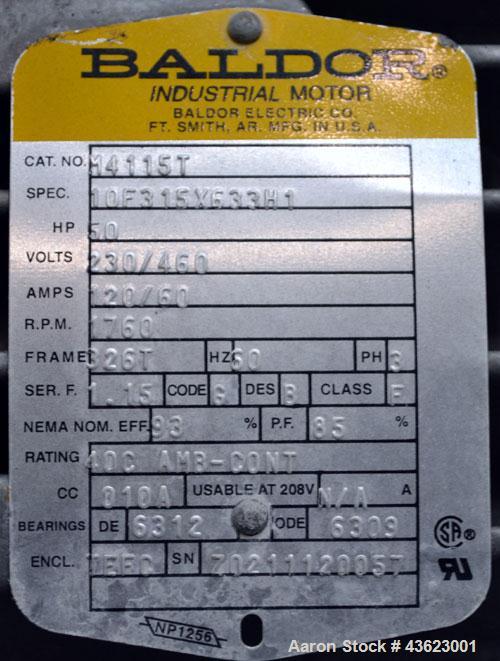 BALDOR®
INDUSTRIAL MOTOR
BALDOR ELECTRIC CO.
FT. SMITH, AR. MFG. IN U.S.A.
CAT. NO. M4115T
SPEC. 10F315X633H1
HP 50
VOLTS 230/460
AMPS 120/60
R.P.M. 1760
FRAME 326T HZ 60 PH 3
SER. F. 1.15 CODE G DES B CLASS F
NEMA NOM. EFF. 93 % P.F. 85 %
RATING 40C AMB-CONT
CC 010A USABLE AT 208V N/A A
BEARINGS DE 6312 ODE 6309
ENCL. TEFC SN Z0211120057
SA®
NP1256
Aaron Stock # 43623001